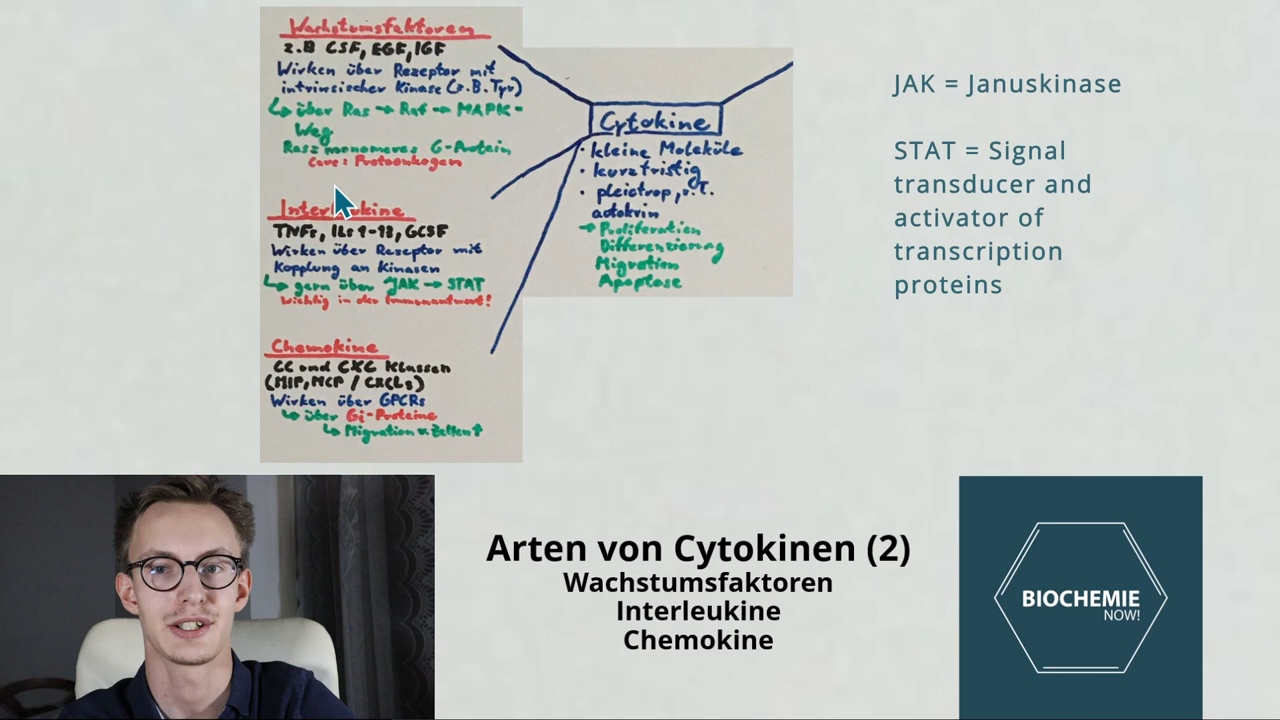 Wachstumsfaktoren
z.B CSF, EGF, IGF
Wirken über Rezeptor mit
intrinsischer Kinase (z.B. Tyr)
↳ über Ras → Raf → MAPK-
Weg
Ras: monomeres G-Protein
Cave: Protoonkogen
Interleukine
TNFs, ILs 1-18, GCSF
Wirken über Rezeptor mit
Kopplung an Kinasen
↳ gern über JAK → STAT
Wichtig in der Immunantwort!
Chemokine
CC und CXC Klassen
(MIP, MCP / CXCLs)
Wirken über GPCRs
↳ über Gi-Proteine
↳ Migration v. Zellen ↑
Cytokine
· kleine Moleküle
· kurzfristig
· pleiotrop, z.T.
autokrin
→ Proliferation
Differenzierung
Migration
Apoptose
JAK = Januskinase
STAT = Signal
transducer and
activator of
transcription
proteins
Arten von Cytokinen (2)
Wachstumsfaktoren
Interleukine
Chemokine
BIOCHEMIE
NOW!